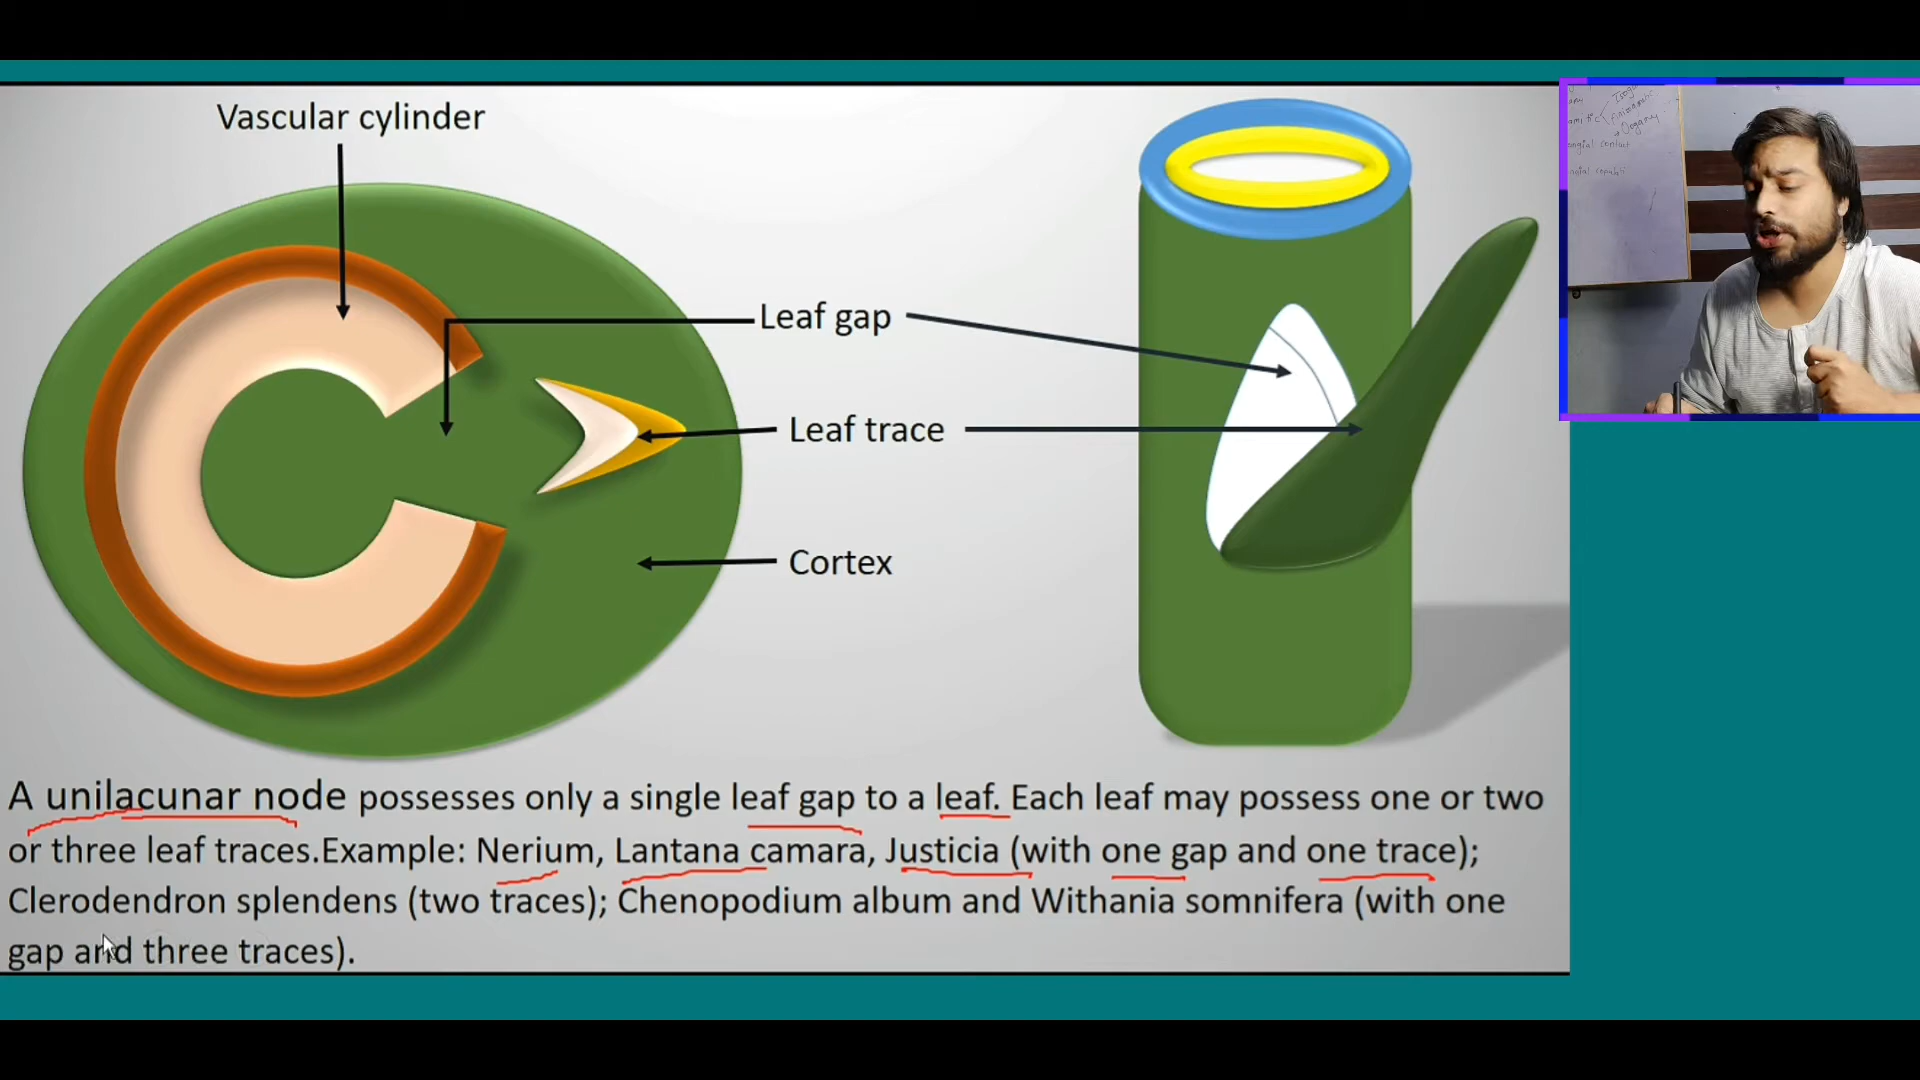 Vascular cylinder
Leaf gap
Leaf trace
Cortex
A unilacunar node possesses only a single leaf gap to a leaf. Each leaf may possess one or two
or three leaf traces.Example: Nerium, Lantana camara, Justicia (with one gap and one trace);
Clerodendron splendens (two traces); Chenopodium album and Withania somnifera (with one
gap and three traces).
Oogamy